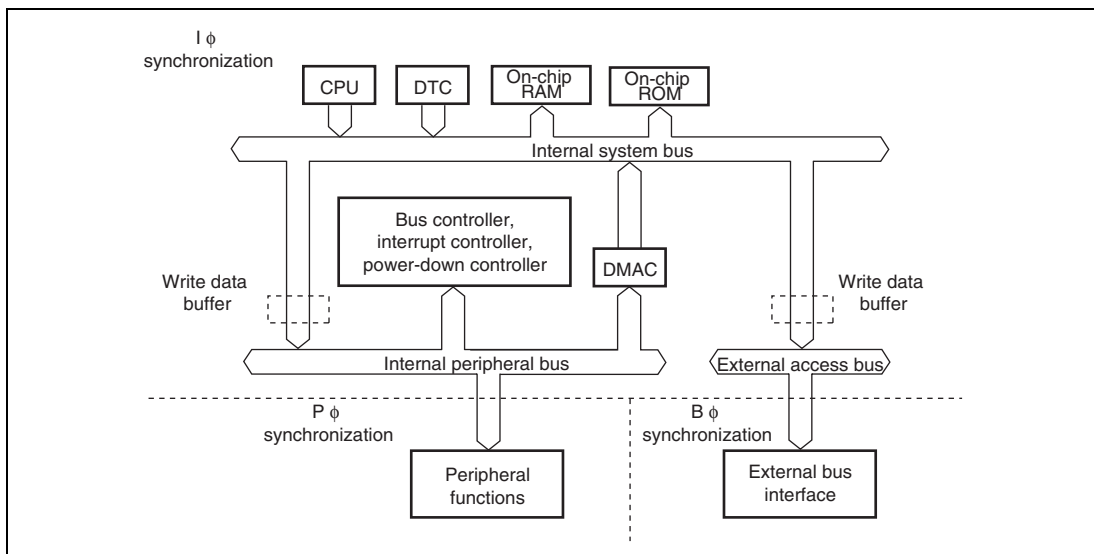 I ϕ
synchronization
CPU
DTC
On-chip
RAM
On-chip
ROM
Internal system bus
Bus controller,
interrupt controller,
power-down controller
DMAC
Write data
buffer
Write data
buffer
Internal peripheral bus
External access bus
P ϕ
synchronization
B ϕ
synchronization
Peripheral
functions
External bus
interface